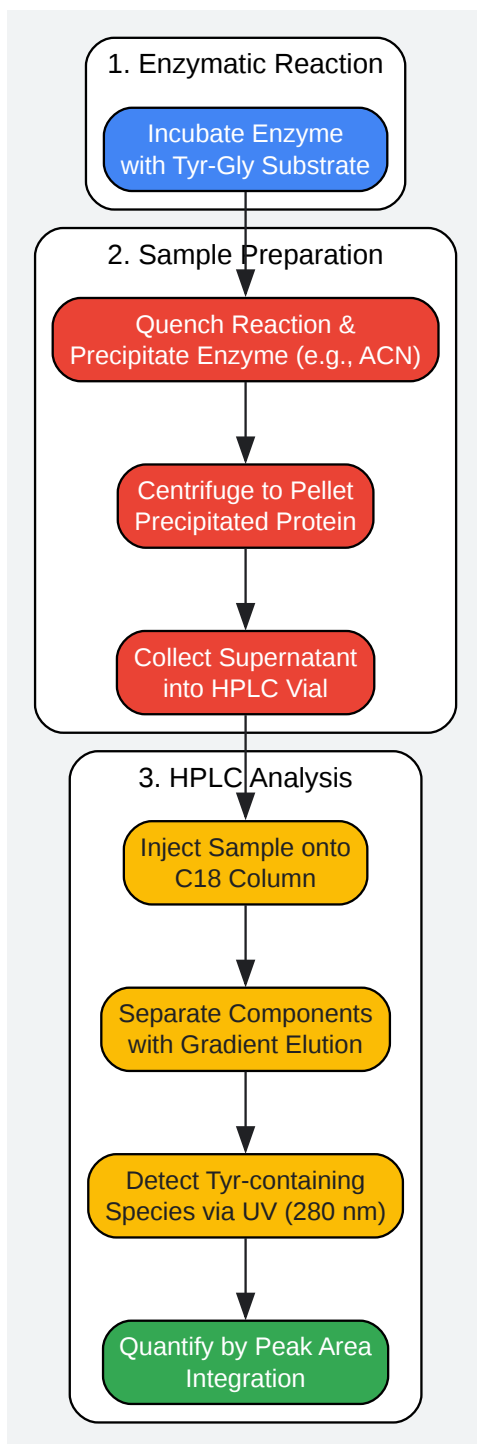 1. Enzymatic Reaction
Incubate Enzyme
with Tyr-Gly Substrate
2. Sample Preparation
Quench Reaction &
Precipitate Enzyme (e.g., ACN)
Centrifuge to Pellet
Precipitated Protein
Collect Supernatant
into HPLC Vial
3. HPLC Analysis
Inject Sample onto
C18 Column
Separate Components
with Gradient Elution
Detect Tyr-containing
Species via UV (280 nm)
Quantify by Peak Area
Integration